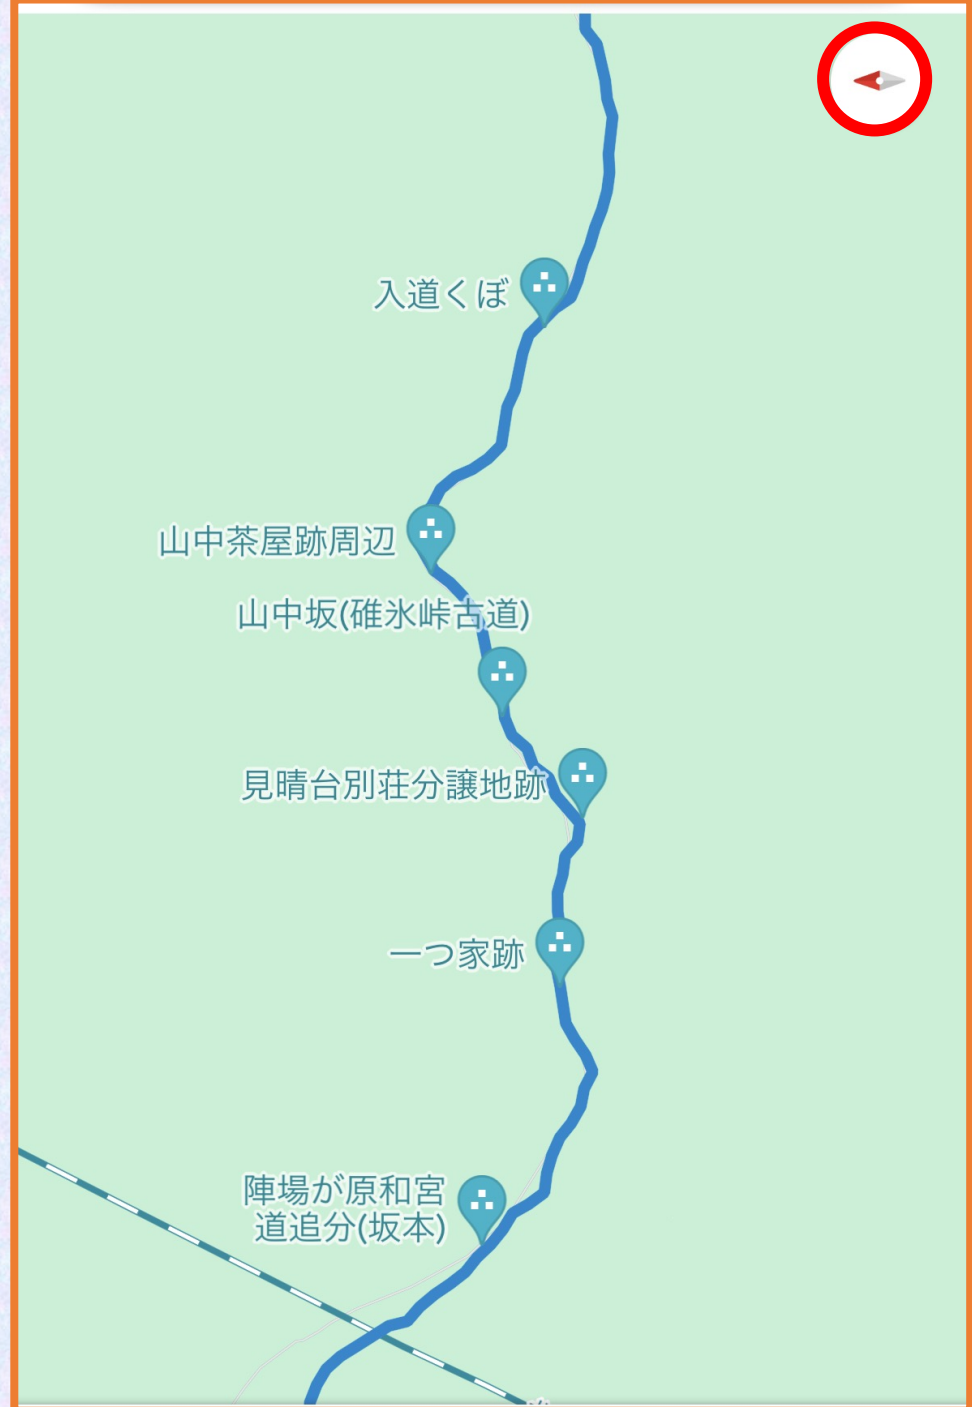 入道くぼ
山中茶屋跡周辺
山中坂(碓氷峠古道)
見晴台別荘分譲地跡
一つ家跡
陣場が原和宮
道追分(坂本)